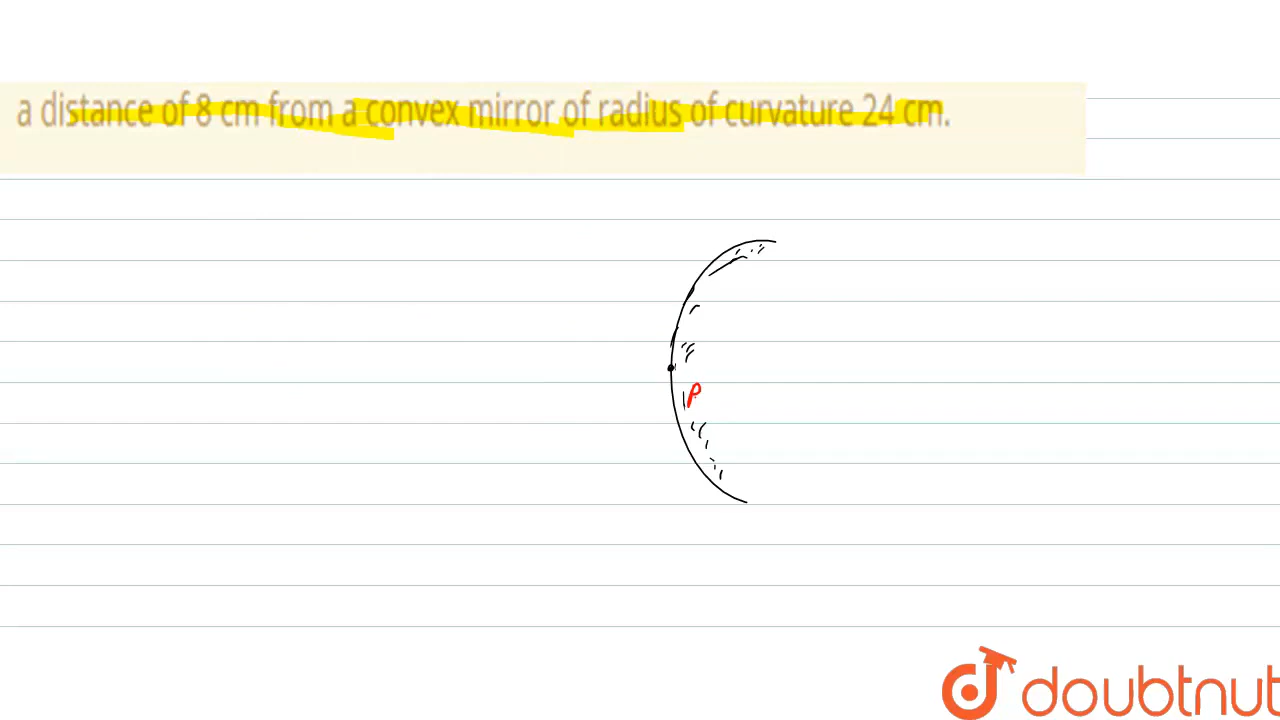 a distance of 8 cm from a convex mirror of radius of curvature 24 cm.
P
doubtnut